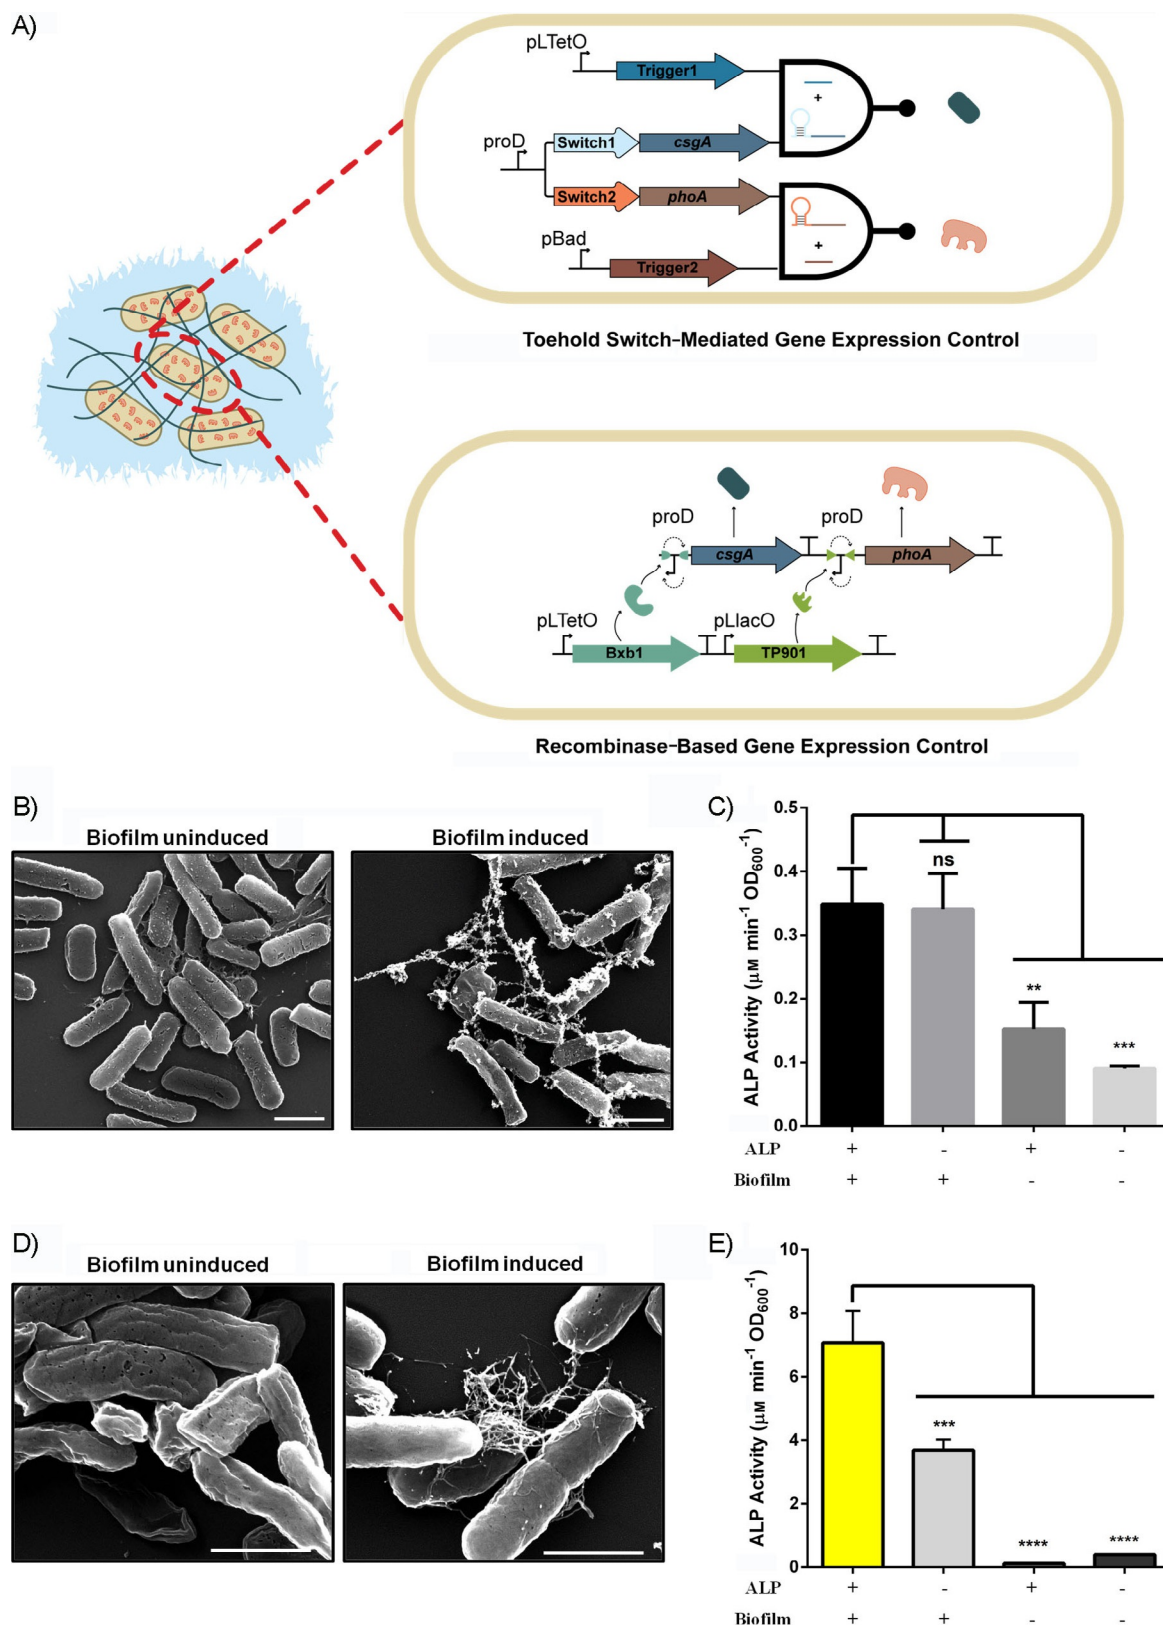 A)
pLTetO
Trigger1
+
proD
Switch1
csgA
Switch2
phoA
+
pBad
Trigger2
Toehold Switch-Mediated Gene Expression Control
proD
proD
csgA
phoA
pLTetO
pLlacO
Bxb1
TP901
Recombinase-Based Gene Expression Control
B)
Biofilm uninduced
Biofilm induced
C)
ALP Activity (μM min⁻¹ OD₆₀₀⁻¹)
0.5
0.4
0.3
0.2
0.1
0.0
ns
**
***
ALP + - + -
Biofilm + + - -
D)
Biofilm uninduced
Biofilm induced
E)
ALP Activity (μM min⁻¹ OD₆₀₀⁻¹)
10
8
6
4
2
0
***
****
****
ALP + - + -
Biofilm + + - -